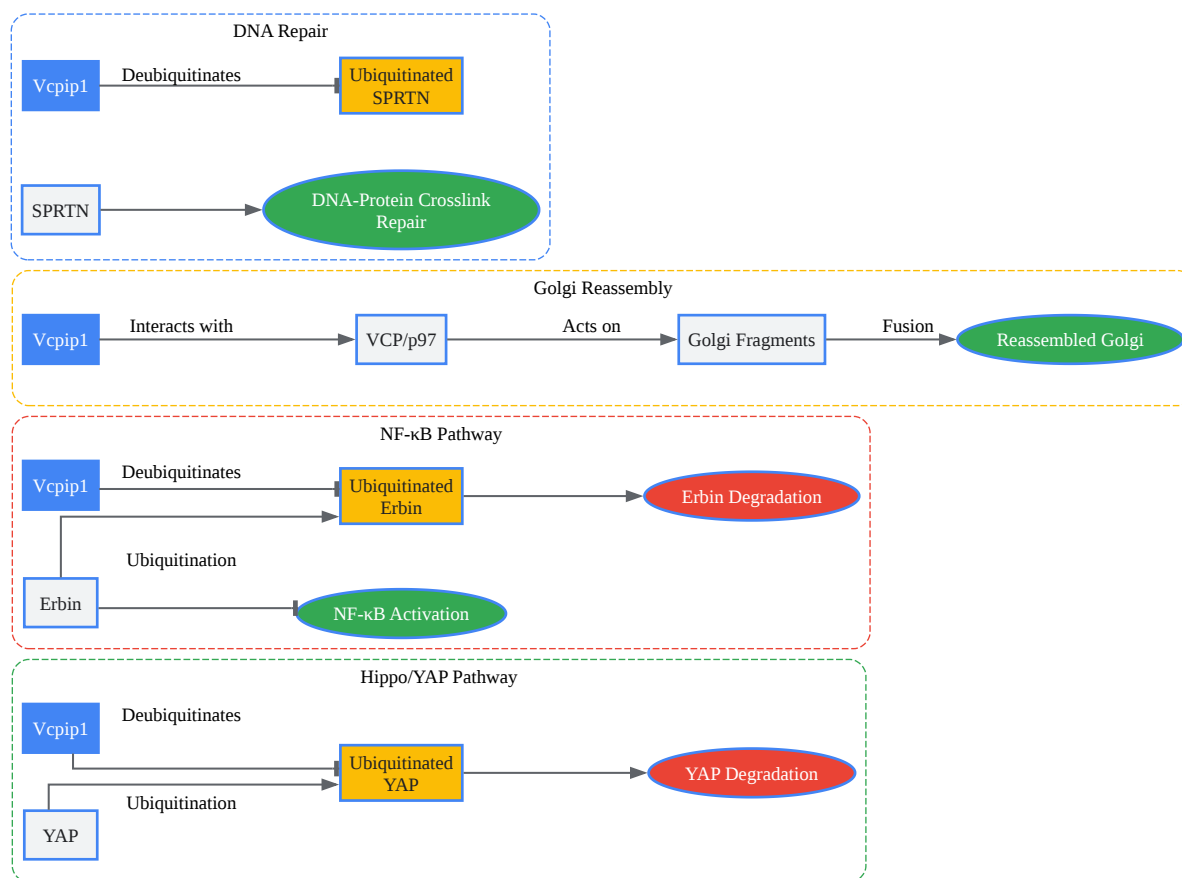 DNA Repair
Vcpip1
Deubiquitinates
Ubiquitinated
SPRTN
SPRTN
DNA-Protein Crosslink
Repair
Golgi Reassembly
Vcpip1
Interacts with
VCP/p97
Acts on
Golgi Fragments
Fusion
Reassembled Golgi
NF-κB Pathway
Vcpip1
Deubiquitinates
Ubiquitinated
Erbin
Erbin Degradation
Ubiquitination
Erbin
NF-κB Activation
Hippo/YAP Pathway
Vcpip1
Deubiquitinates
Ubiquitinated
YAP
YAP Degradation
Ubiquitination
YAP